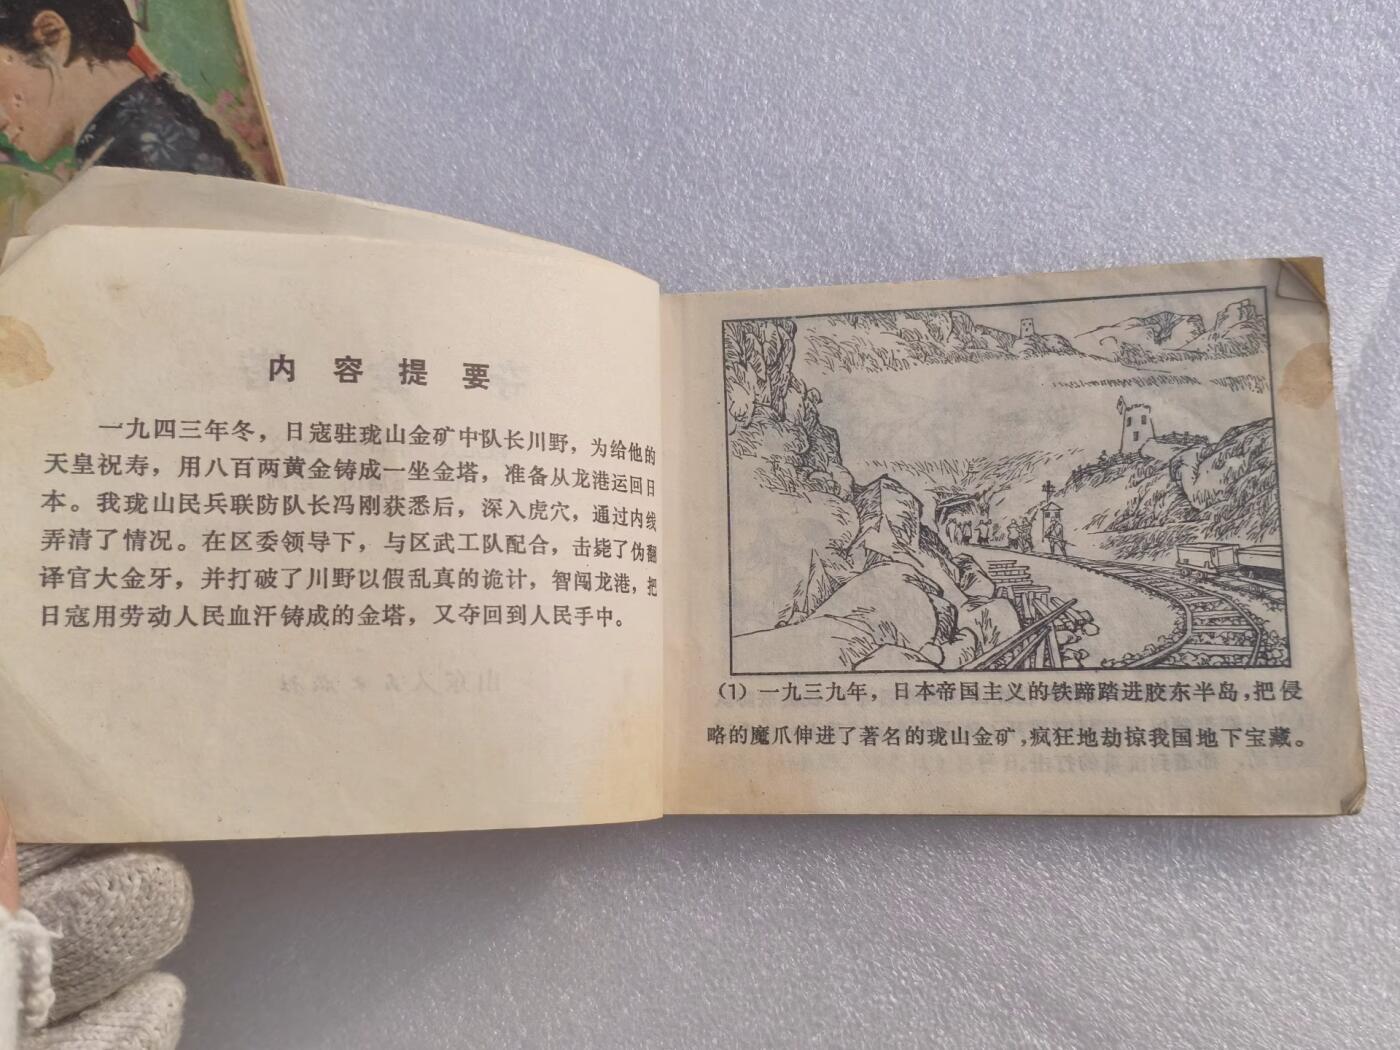 内容提要
一九四三年冬，日寇驻珑山金矿中队长川野，为给他的
天皇祝寿，用八百两黄金铸成一坐金塔，准备从龙港运回日
本。我珑山民兵联防队长冯刚获悉后，深入虎穴，通过内线
弄清了情况。在区委领导下，与区武工队配合，击毙了伪翻
译官大金牙，并打破了川野以假乱真的诡计，智闯龙港，把
日寇用劳动人民血汗铸成的金塔，又夺回到人民手中。
(1) 一九三九年，日本帝国主义的铁蹄踏进胶东半岛，把侵
略的魔爪伸进了著名的珑山金矿，疯狂地劫掠我国地下宝藏。